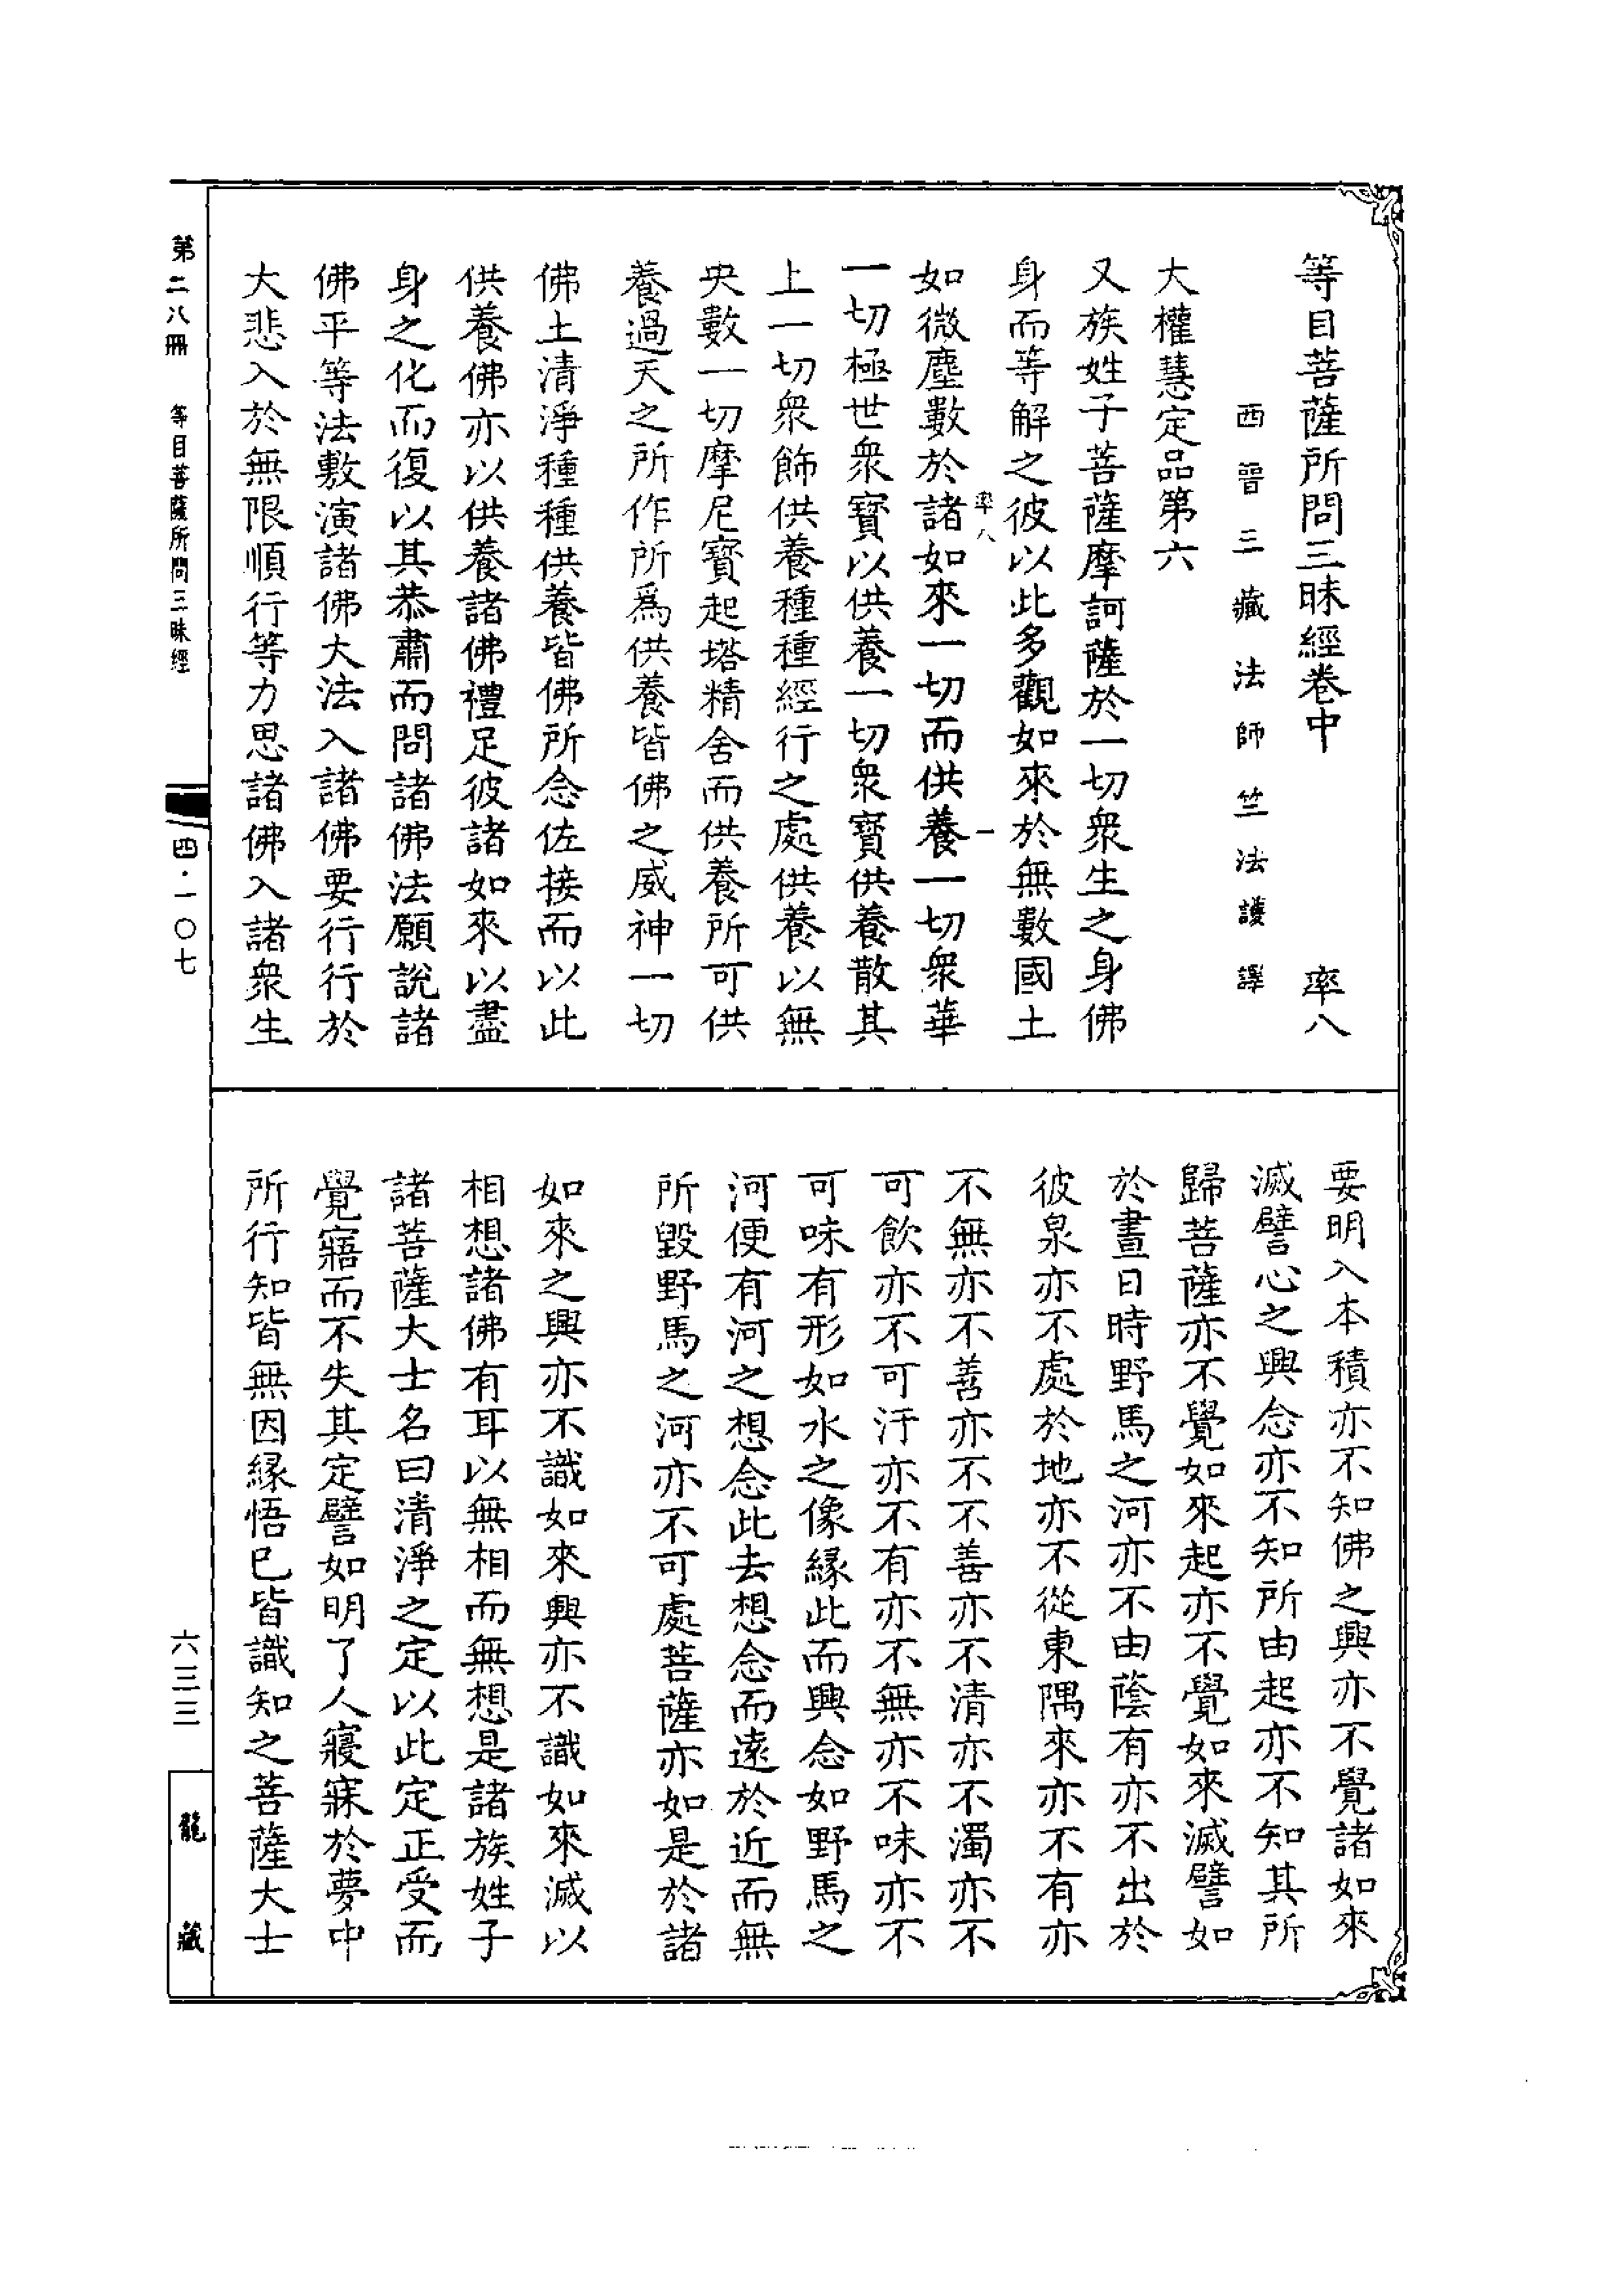 等目菩薩所問三昧經卷中　率八
西晉三藏法師竺法護譯
大權慧定品第六
又族姓子菩薩摩訶薩於一切衆生之身佛
身而等解之彼以此多觀如來於無數國土
率八　一
如微塵數於諸如來一切而供養一切衆華
一切極世衆寶以供養一切衆寶供養散其
上一切衆飾供養種種經行之處供養以無
央數一切摩尼寶起塔精舍而供養所可供
養過天之所作所爲供養皆佛之威神一切
佛土清淨種種供養皆佛所念佐接而以此
供養佛亦以供養諸佛禮足彼諸如來以盡
身之化而復以其恭肅而問諸佛法願說諸
佛平等法敷演諸佛大法入諸佛要行行於
大悲入於無限順行等力思諸佛入諸衆生
要明入本積亦不知佛之興亦不覺諸如來
滅譬心之興念亦不知所由起亦不知其所
歸菩薩亦不覺如來起亦不覺如來滅譬如
於晝日時野馬之河亦不由蔭有亦不出於
彼泉亦不處於地亦不從東隅來亦不有亦
不無亦不善亦不不善亦不清亦不濁亦不
可飲亦不可汙亦不有亦不無亦不味亦不
可味有形如水之像緣此而興念如野馬之
河便有河之想念此去想念而遠於近而無
所毀野馬之河亦不可處菩薩亦如是於諸
如來之興亦不識如來興亦不識如來滅以
相想諸佛有耳以無相而無想是諸族姓子
諸菩薩大士名曰清淨之定以此定正受而
覺寤而不失其定譬如明了人寢寐於夢中
所行知皆無因緣悟已皆識知之菩薩大士
第二八冊　等目菩薩所問三昧經
四·一〇七
六三三
龍藏